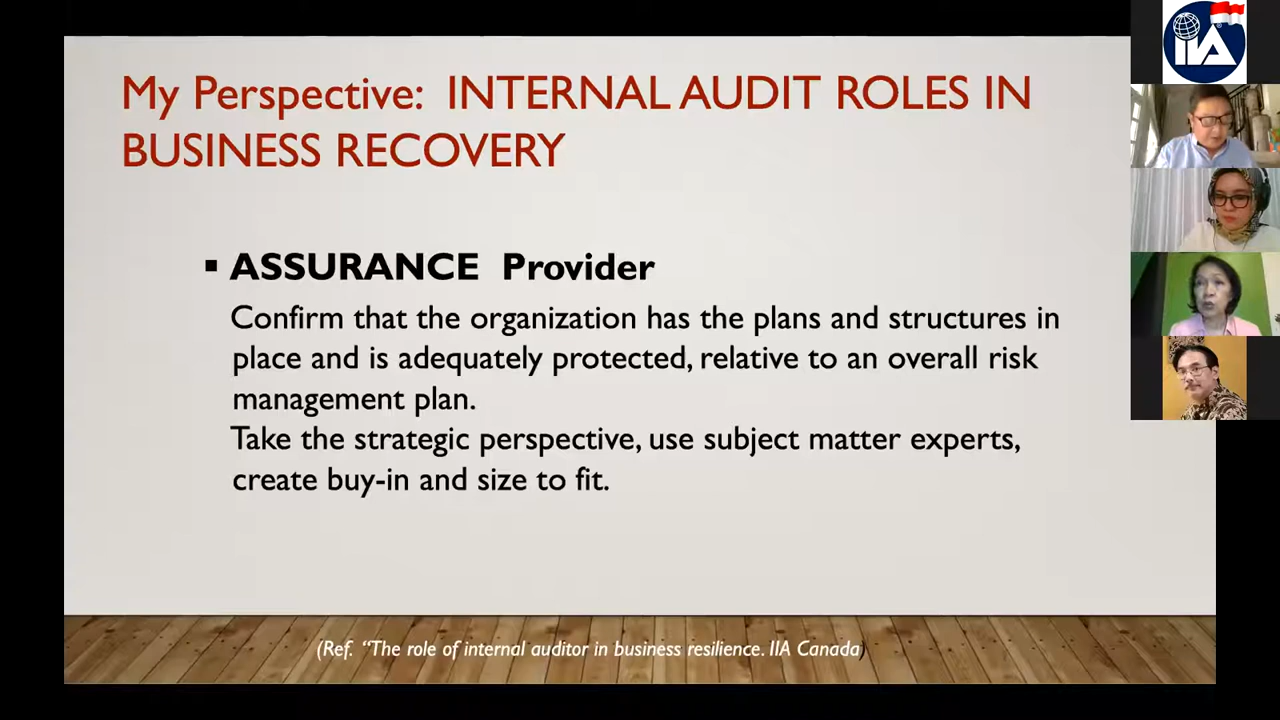 My Perspective:  INTERNAL AUDIT ROLES IN
BUSINESS RECOVERY
▪ ASSURANCE  Provider
Confirm that the organization has the plans and structures in
place and is adequately protected, relative to an overall risk
management plan.
Take the strategic perspective, use subject matter experts,
create buy-in and size to fit.
(Ref.  “The role of internal auditor in business resilience. IIA Canada)
IIA